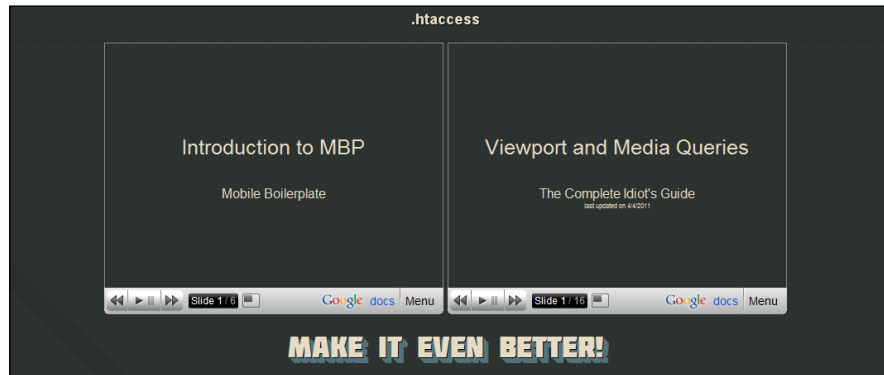 .htaccess
Introduction to MBP
Mobile Boilerplate
Slide 1 / 6 Google docs Menu
Viewport and Media Queries
The Complete Idiot's Guide
last updated on 4/4/2011
Slide 1 / 16 Google docs Menu
MAKE IT EVEN BETTER!